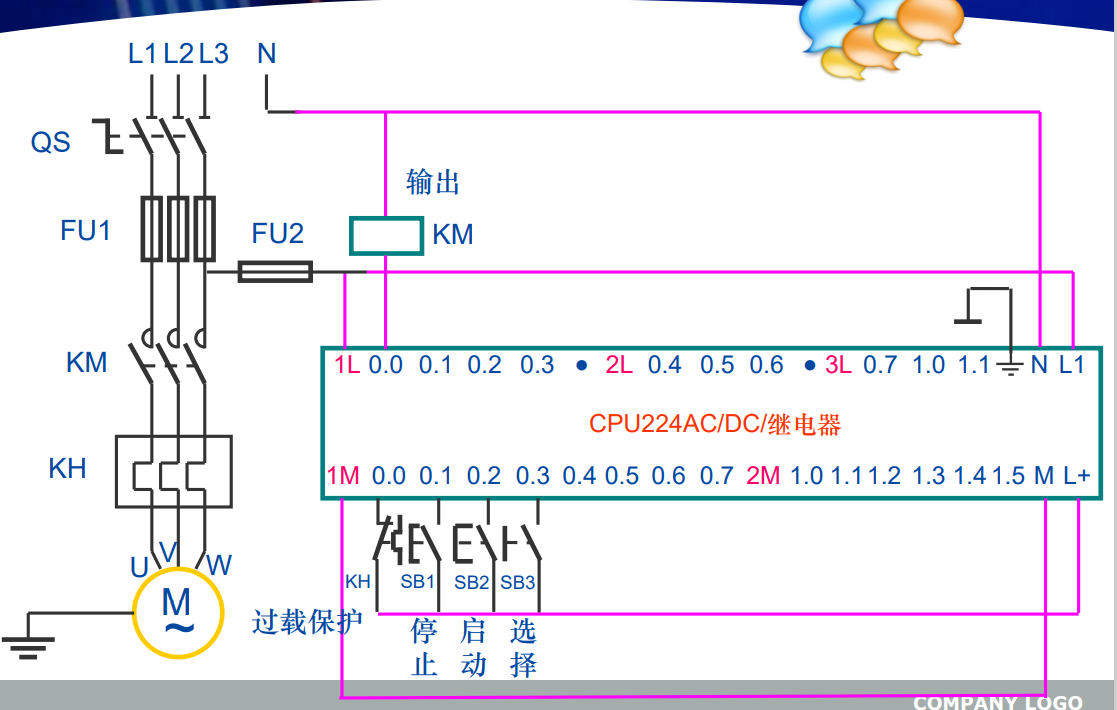 L1 L2 L3 N
QS
输出
FU1
FU2
KM
KM
1L 0.0 0.1 0.2 0.3 ● 2L 0.4 0.5 0.6 ● 3L 0.7 1.0 1.1 N L1
CPU224AC/DC/继电器
KH
1M 0.0 0.1 0.2 0.3 0.4 0.5 0.6 0.7 2M 1.0 1.1 1.2 1.3 1.4 1.5 M L+
U V W
KH SB1 SB2 SB3
M
~
过载保护
停止
启动
选择
COMPANY LOGO